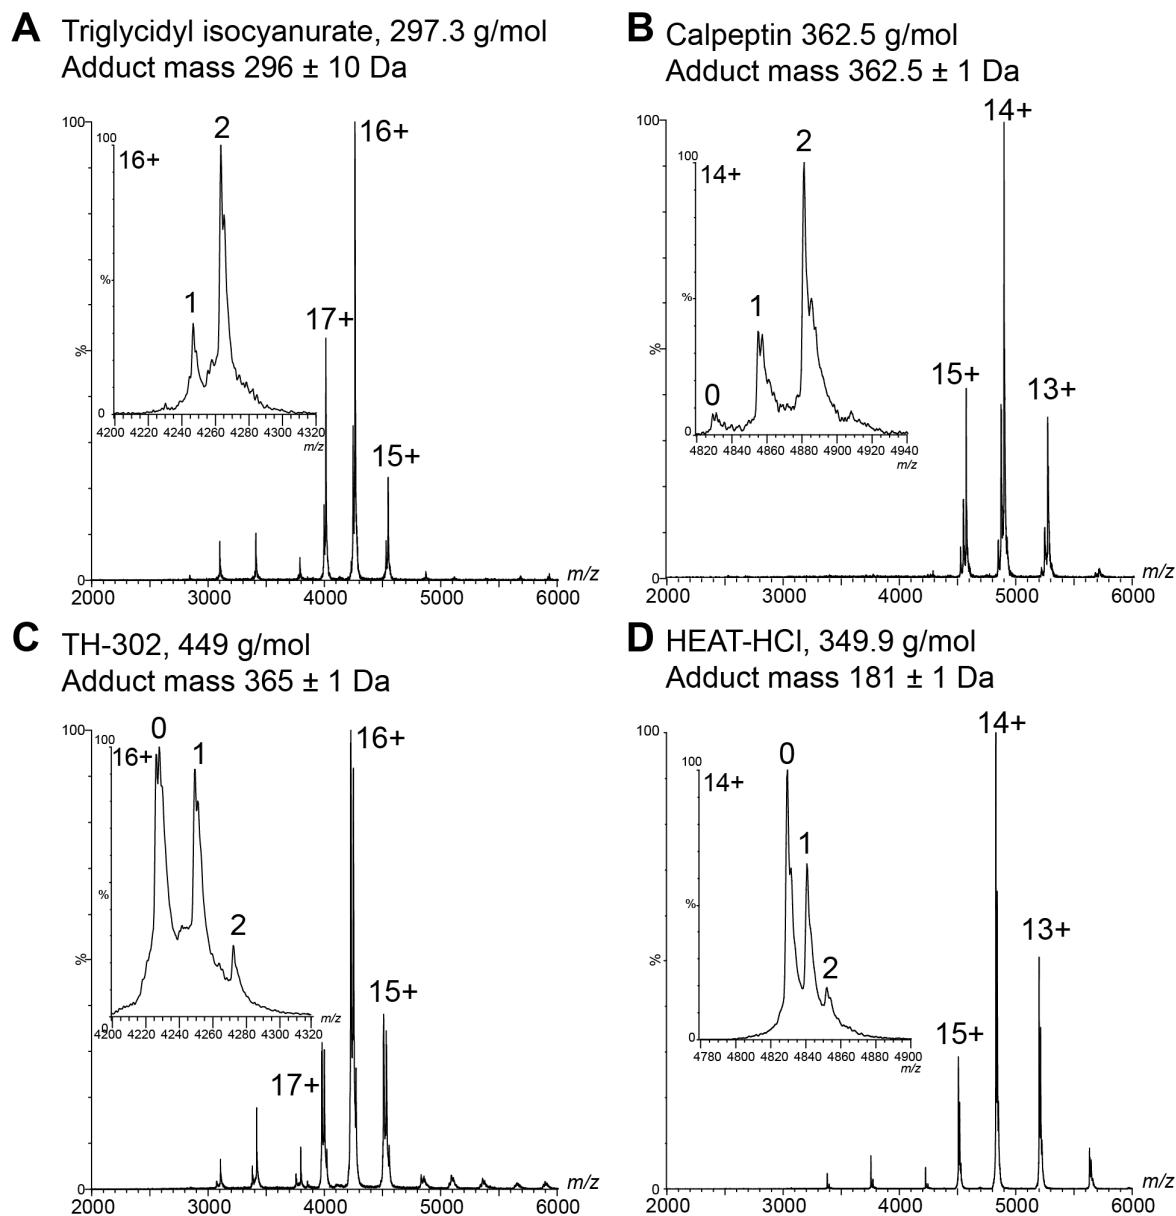 A Triglycidyl isocyanurate, 297.3 g/mol
Adduct mass 296 ± 10 Da
100
%
0
16+
17+
15+
2000 3000 4000 5000 6000
m/z
100
16+
%
0
1
2
4200 4220 4240 4260 4280 4300 4320
m/z
B Calpeptin 362.5 g/mol
Adduct mass 362.5 ± 1 Da
100
%
0
14+
15+
13+
2000 3000 4000 5000 6000
m/z
100
14+
%
0
0
1
2
4820 4840 4860 4880 4900 4920 4940
m/z
C TH-302, 449 g/mol
Adduct mass 365 ± 1 Da
100
%
0
16+
17+
15+
2000 3000 4000 5000 6000
m/z
100
16+
%
0
0
1
2
4200 4220 4240 4260 4280 4300 4320
m/z
D HEAT-HCl, 349.9 g/mol
Adduct mass 181 ± 1 Da
100
%
0
14+
15+
13+
2000 3000 4000 5000 6000
m/z
100
14+
%
0
0
1
2
4780 4800 4820 4840 4860 4880 4900
m/z